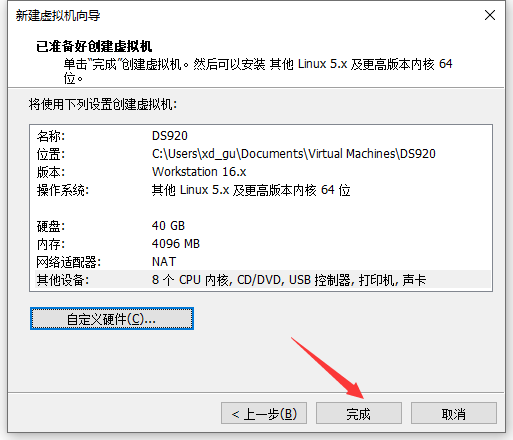 新建虚拟机向导
已准备好创建虚拟机
单击“完成”创建虚拟机。然后可以安装 其他 Linux 5.x 及更高版本内核 64
位。
将使用下列设置创建虚拟机：
名称: DS920
位置: C:\Users\xd_gu\Documents\Virtual Machines\DS920
版本: Workstation 16.x
操作系统: 其他 Linux 5.x 及更高版本内核 64 位
硬盘: 40 GB
内存: 4096 MB
网络适配器: NAT
其他设备: 8 个 CPU 内核, CD/DVD, USB 控制器, 打印机, 声卡
自定义硬件(C)...
< 上一步(B) 完成 取消